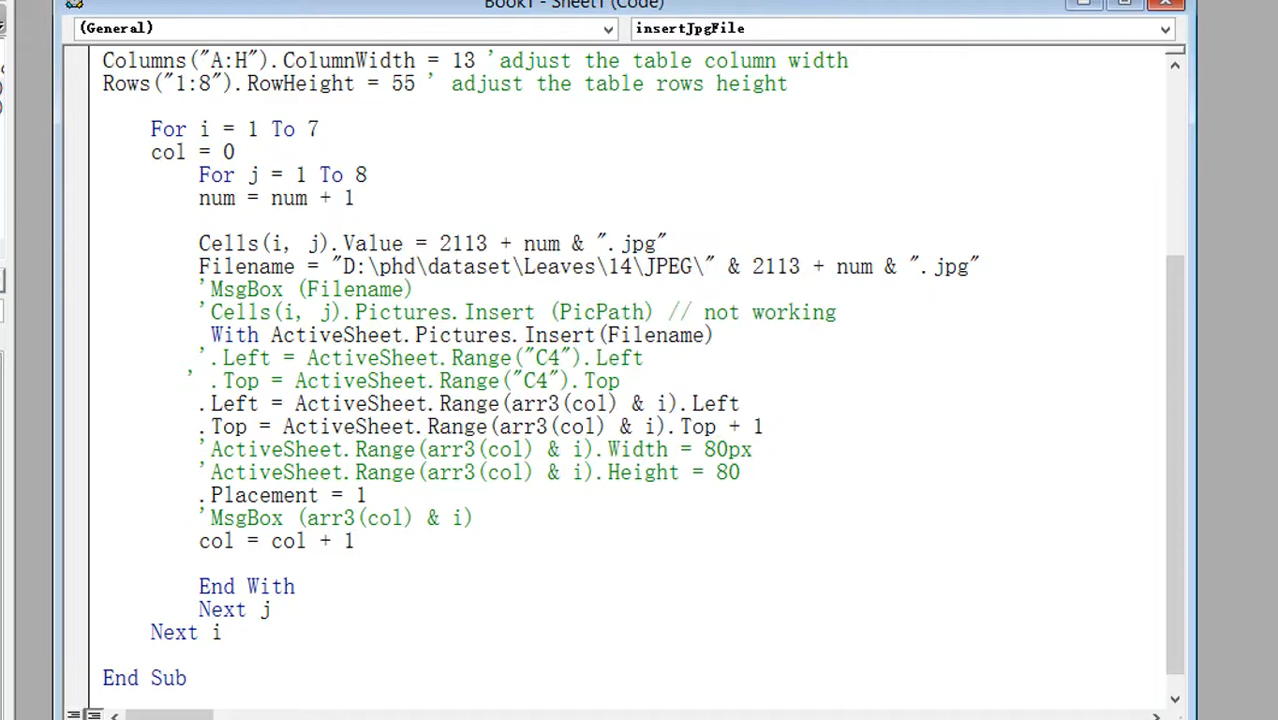 Book1 - Sheet1 (Code)
(General) insertJpgFile
Columns("A:H").ColumnWidth = 13 'adjust the table column width
Rows("1:8").RowHeight = 55 ' adjust the table rows height
For i = 1 To 7
col = 0
For j = 1 To 8
num = num + 1
Cells(i, j).Value = 2113 + num & ".jpg"
Filename = "D:\phd\dataset\Leaves\14\JPEG\" & 2113 + num & ".jpg"
'MsgBox (Filename)
'Cells(i, j).Pictures.Insert (PicPath) // not working
With ActiveSheet.Pictures.Insert(Filename)
'.Left = ActiveSheet.Range("C4").Left
' .Top = ActiveSheet.Range("C4").Top
.Left = ActiveSheet.Range(arr3(col) & i).Left
.Top = ActiveSheet.Range(arr3(col) & i).Top + 1
'ActiveSheet.Range(arr3(col) & i).Width = 80px
'ActiveSheet.Range(arr3(col) & i).Height = 80
.Placement = 1
'MsgBox (arr3(col) & i)
col = col + 1
End With
Next j
Next i
End Sub